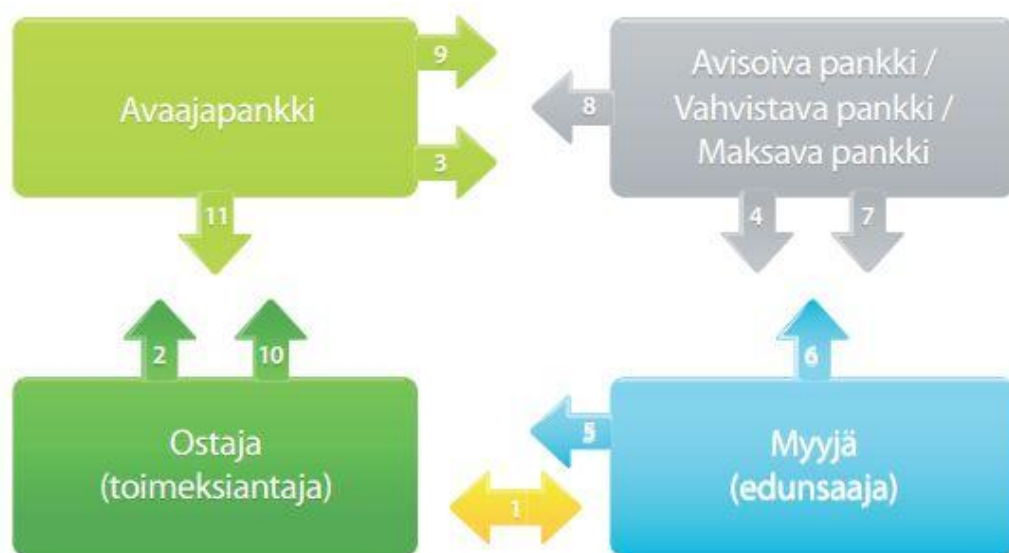 9
Avaajapankki
3
11
Avisoiva pankki /
Vahvistava pankki /
Maksava pankki
8
4
7
2
10
Ostaja
(toimeksiantaja)
6
5
Myyjä
(edunsaaja)
1